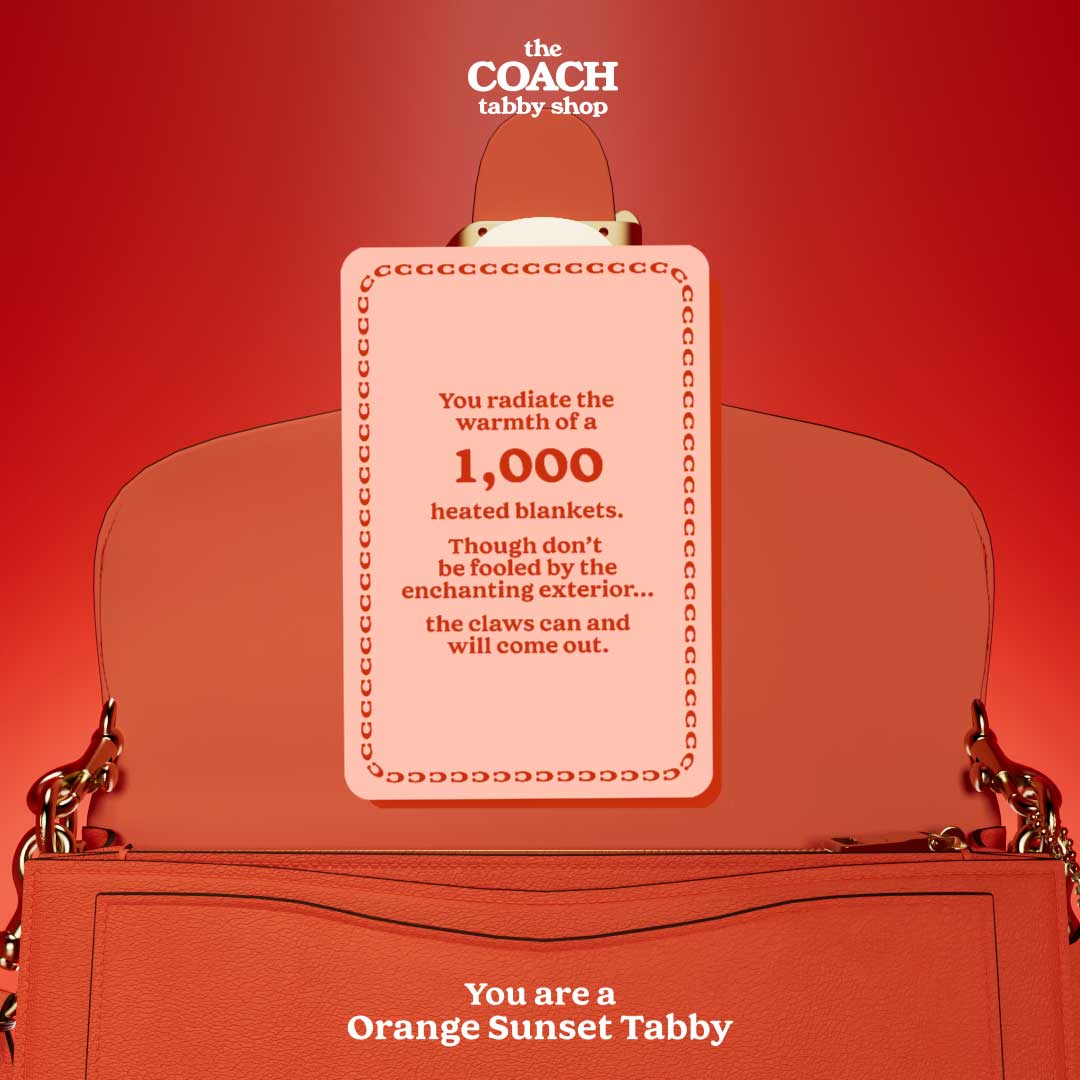 the
COACH
tabby shop
You radiate the
warmth of a
1,000
heated blankets.
Though don’t
be fooled by the
enchanting exterior...
the claws can and
will come out.
You are a
Orange Sunset Tabby